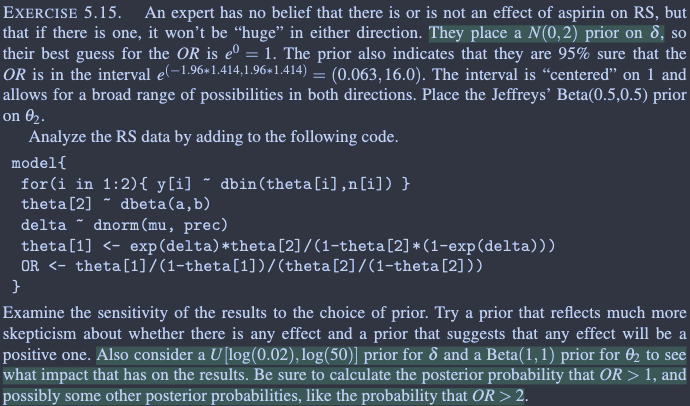 EXERCISE 5.15. An expert has no belief that there is or is not an effect of aspirin on RS, but
that if there is one, it won't be “huge” in either direction. They place a N(0,2) prior on δ, so
their best guess for the OR is e^0 = 1. The prior also indicates that they are 95% sure that the
OR is in the interval e^(−1.96∗1.414,1.96∗1.414) = (0.063,16.0). The interval is “centered” on 1 and
allows for a broad range of possibilities in both directions. Place the Jeffreys’ Beta(0.5,0.5) prior
on θ₂.
Analyze the RS data by adding to the following code.
model{
for(i in 1:2){ y[i] ~ dbin(theta[i],n[i]) }
theta[2] ~ dbeta(a,b)
delta ~ dnorm(mu, prec)
theta[1] <- exp(delta)*theta[2]/(1-theta[2]*(1-exp(delta)))
OR <- theta[1]/(1-theta[1])/(theta[2]/(1-theta[2]))
}
Examine the sensitivity of the results to the choice of prior. Try a prior that reflects much more
skepticism about whether there is any effect and a prior that suggests that any effect will be a
positive one. Also consider a U[log(0.02),log(50)] prior for δ and a Beta(1,1) prior for θ₂ to see
what impact that has on the results. Be sure to calculate the posterior probability that OR > 1, and
possibly some other posterior probabilities, like the probability that OR > 2.